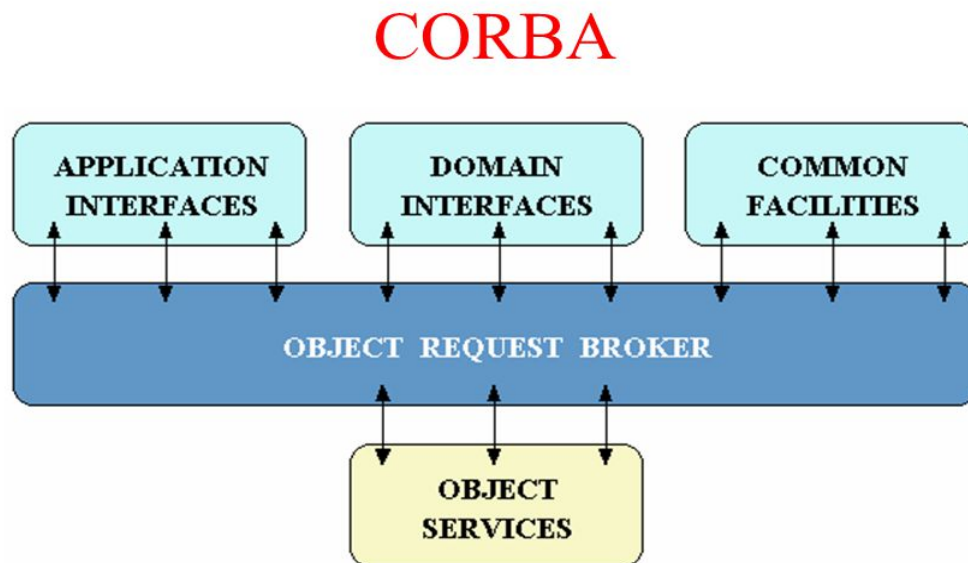 CORBA
APPLICATION
INTERFACES
DOMAIN
INTERFACES
COMMON
FACILITIES
OBJECT REQUEST BROKER
OBJECT
SERVICES